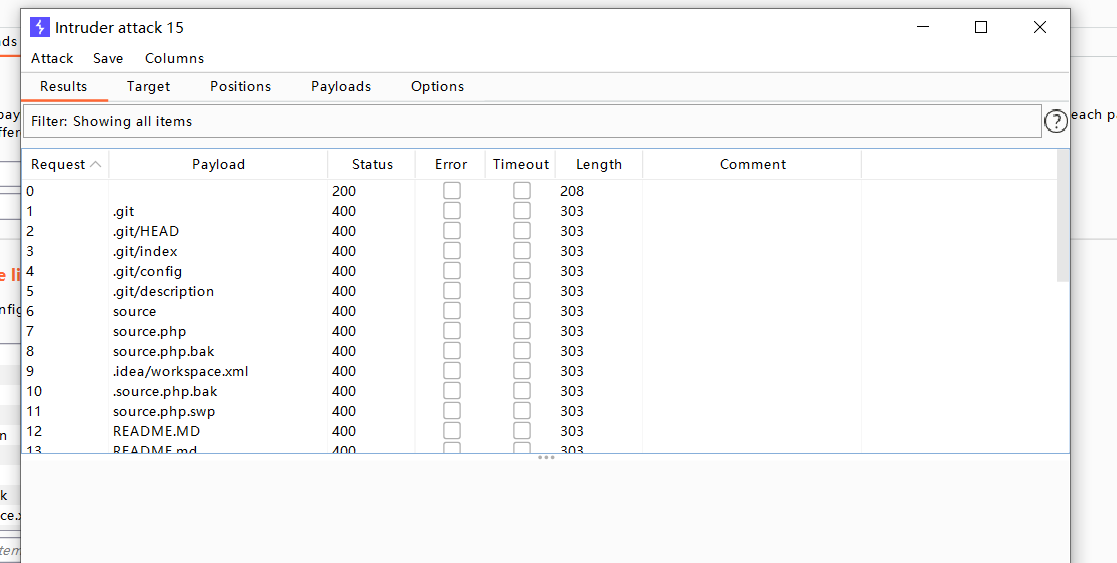 Intruder attack 15
ds
Attack Save Columns
Results Target Positions Payloads Options
pay
ffer
Filter: Showing all items
?
each p
Request Payload Status Error Timeout Length Comment
0 200 208
1 .git 400 303
2 .git/HEAD 400 303
3 .git/index 400 303
4 .git/config 400 303
5 .git/description 400 303
6 source 400 303
7 source.php 400 303
8 source.php.bak 400 303
9 .idea/workspace.xml 400 303
10 .source.php.bak 400 303
11 source.php.swp 400 303
12 README.MD 400 303
13 README.md 400 303
e li
nfig
n
k
ce.x
tem